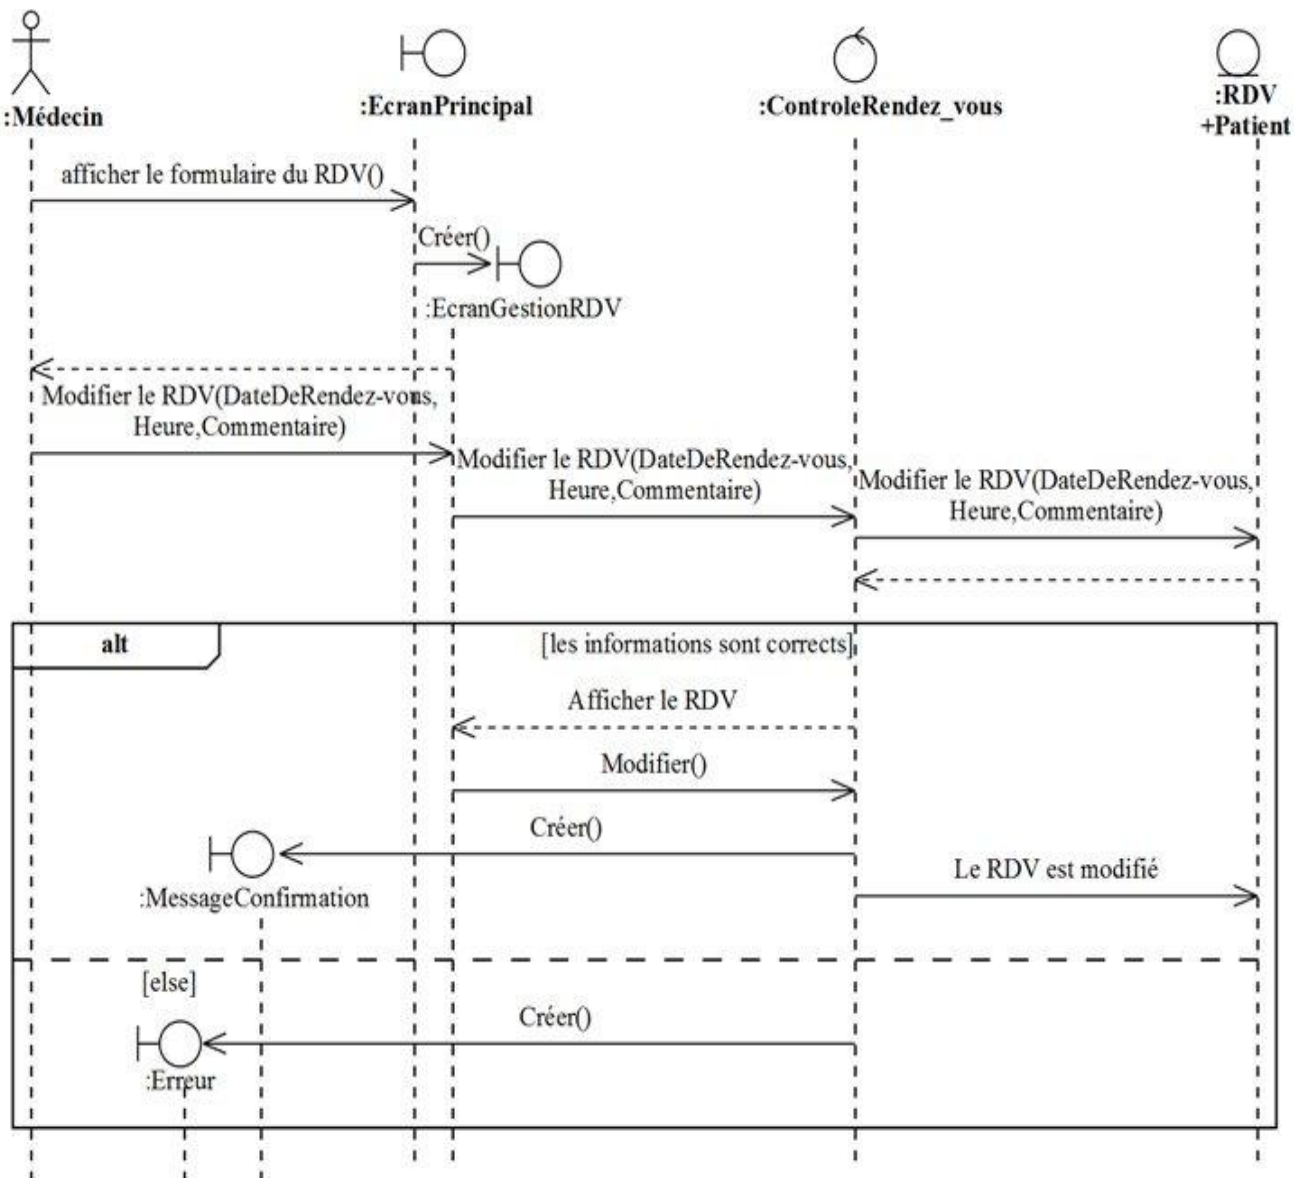 :Médecin
:EcranPrincipal
:ControleRendez_vous
:RDV
+Patient
afficher le formulaire du RDV()
Créer()
:EcranGestionRDV
Modifier le RDV(DateDeRendez-vous,
Heure,Commentaire)
Modifier le RDV(DateDeRendez-vous,
Heure,Commentaire)
Modifier le RDV(DateDeRendez-vous,
Heure,Commentaire)
alt
[les informations sont corrects]
Afficher le RDV
Modifier()
Créer()
:MessageConfirmation
Le RDV est modifié
[else]
Créer()
:Erreur